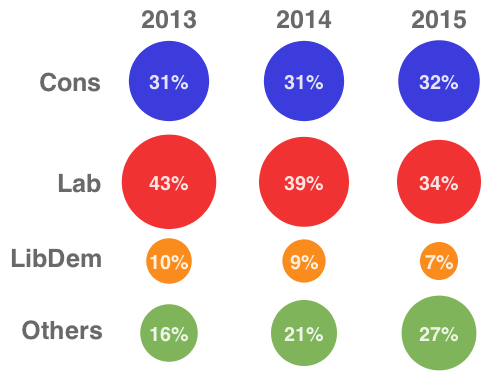 2013 2014 2015
Cons 31% 31% 32%
Lab 43% 39% 34%
LibDem 10% 9% 7%
Others 16% 21% 27%